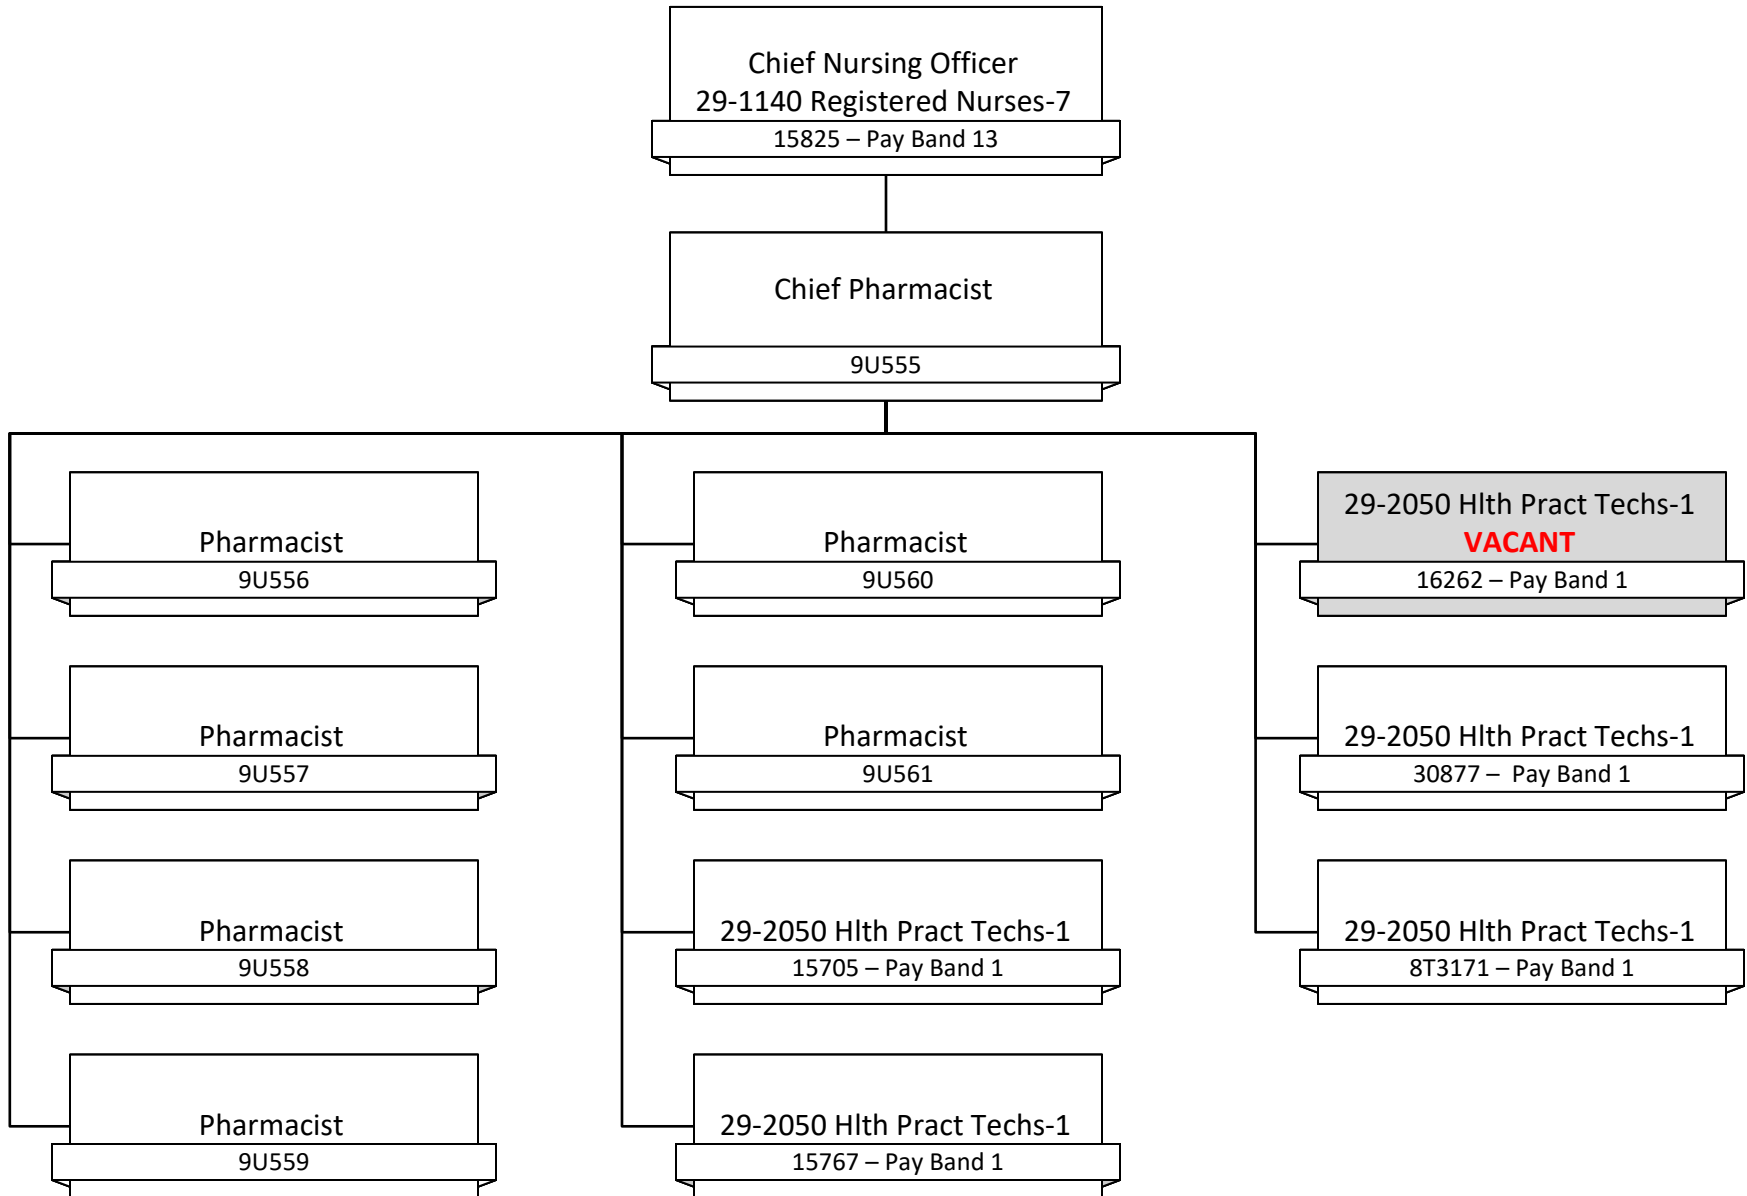 Chief Nursing Officer
29-1140 Registered Nurses-7
15825 – Pay Band 13
Chief Pharmacist
9U555
Pharmacist
9U556
Pharmacist
9U557
Pharmacist
9U558
Pharmacist
9U559
Pharmacist
9U560
Pharmacist
9U561
29-2050 Hlth Pract Techs-1
15705 – Pay Band 1
29-2050 Hlth Pract Techs-1
15767 – Pay Band 1
29-2050 Hlth Pract Techs-1
VACANT
16262 – Pay Band 1
29-2050 Hlth Pract Techs-1
30877 –  Pay Band 1
29-2050 Hlth Pract Techs-1
8T3171 – Pay Band 1